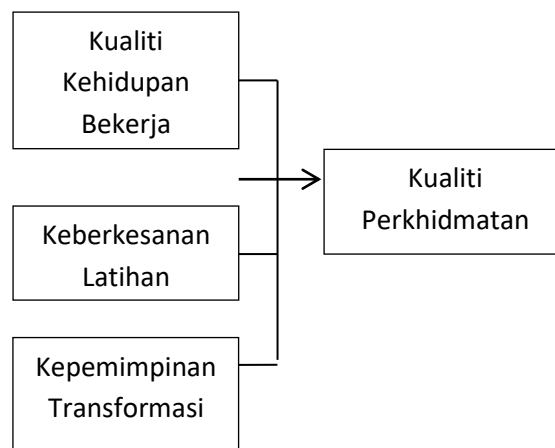 Kualiti
Kehidupan
Bekerja
Kualiti
Perkhidmatan
Keberkesanan
Latihan
Kepemimpinan
Transformasi